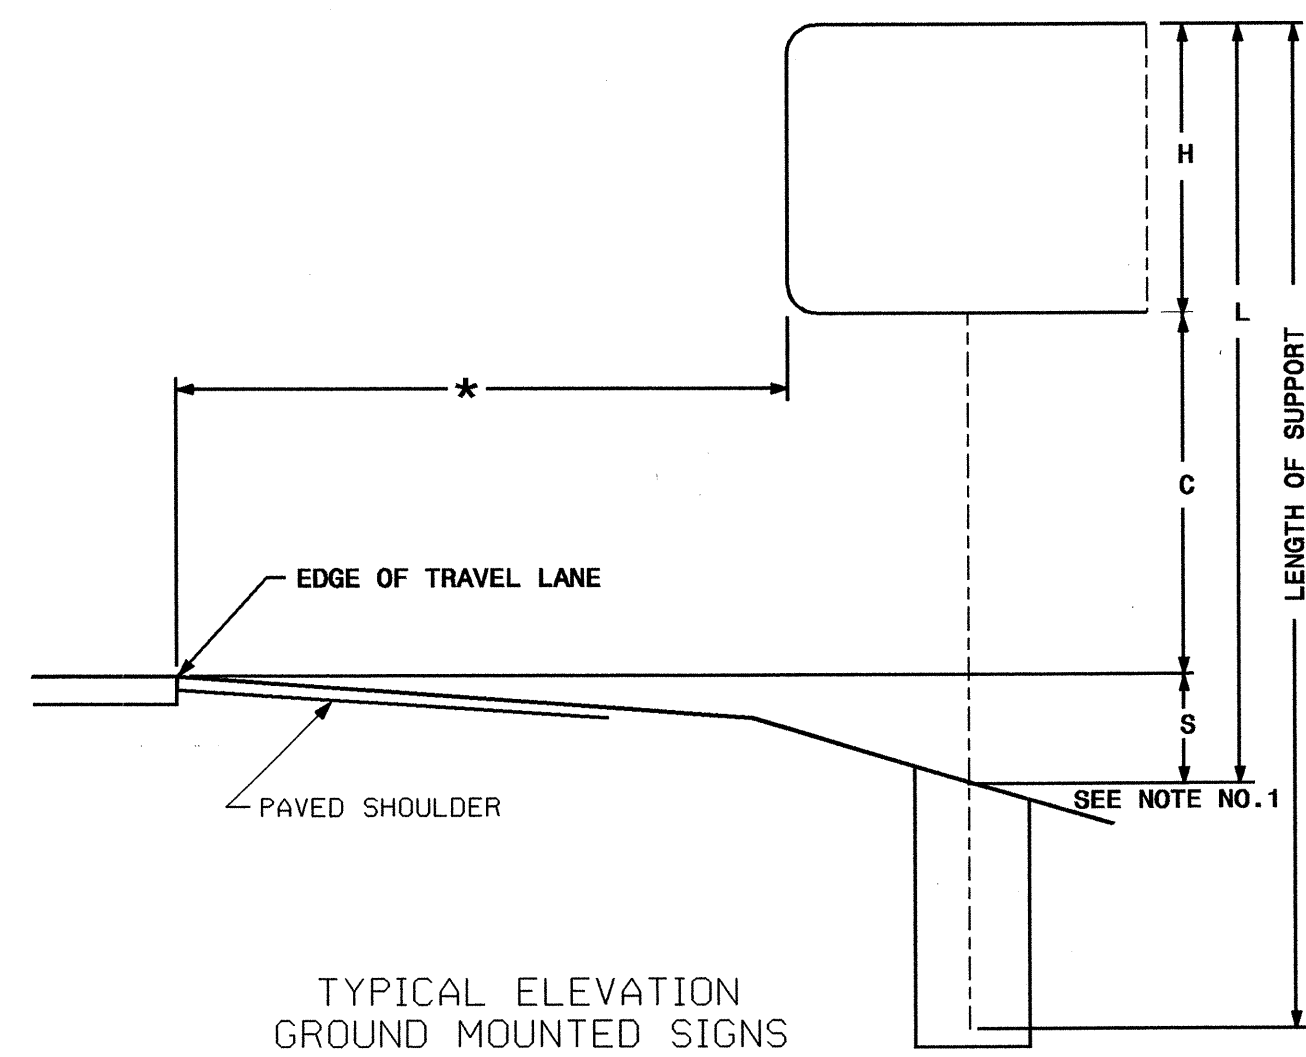 H
L
LENGTH OF SUPPORT
*
C
EDGE OF TRAVEL LANE
S
SEE NOTE NO.1
PAVED SHOULDER
TYPICAL ELEVATION
GROUND MOUNTED SIGNS